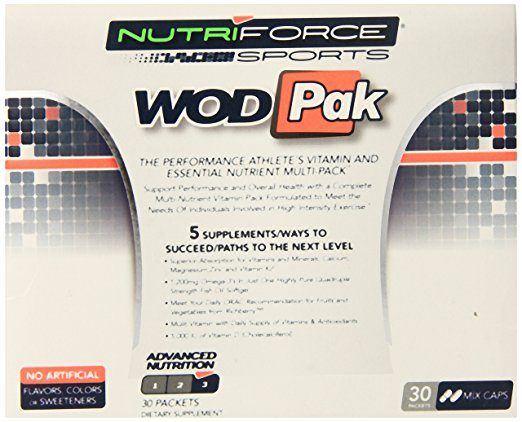 NUTRIFORCE
SPORTS
WOD Pak
THE PERFORMANCE ATHLETE'S VITAMIN AND
ESSENTIAL NUTRIENT MULTI-PACK
Support Performance and Overall Health with a Complete
Multi-Nutrient Vitamin Pack Formulated to Meet the
Needs Of Individuals Involved in High Intensity Exercise
5 SUPPLEMENTS/WAYS TO
SUCCEED/PATHS TO THE NEXT LEVEL
• Superior Absorption for Vitamins and Minerals, Calcium,
Magnesium, Zinc and Vitamin K2
• 1,200mg Omega 3's In Just One Highly Pure Quadruple
Strength Fish Oil Softgel
• Meet Your Daily ORAC Recommendation for Fruits and
Vegetables from Richberry™
• Multi Vitamin with Daily Supply of Vitamins & Antioxidants
IU of Vitamin D (Cholecalciferol)
ADVANCED
NUTRITION
1 2 3
30 PACKETS
DIETARY SUPPLEMENT
NO ARTIFICIAL
FLAVORS, COLORS
OR SWEETENERS
30
PACKETS
MIX CAPS